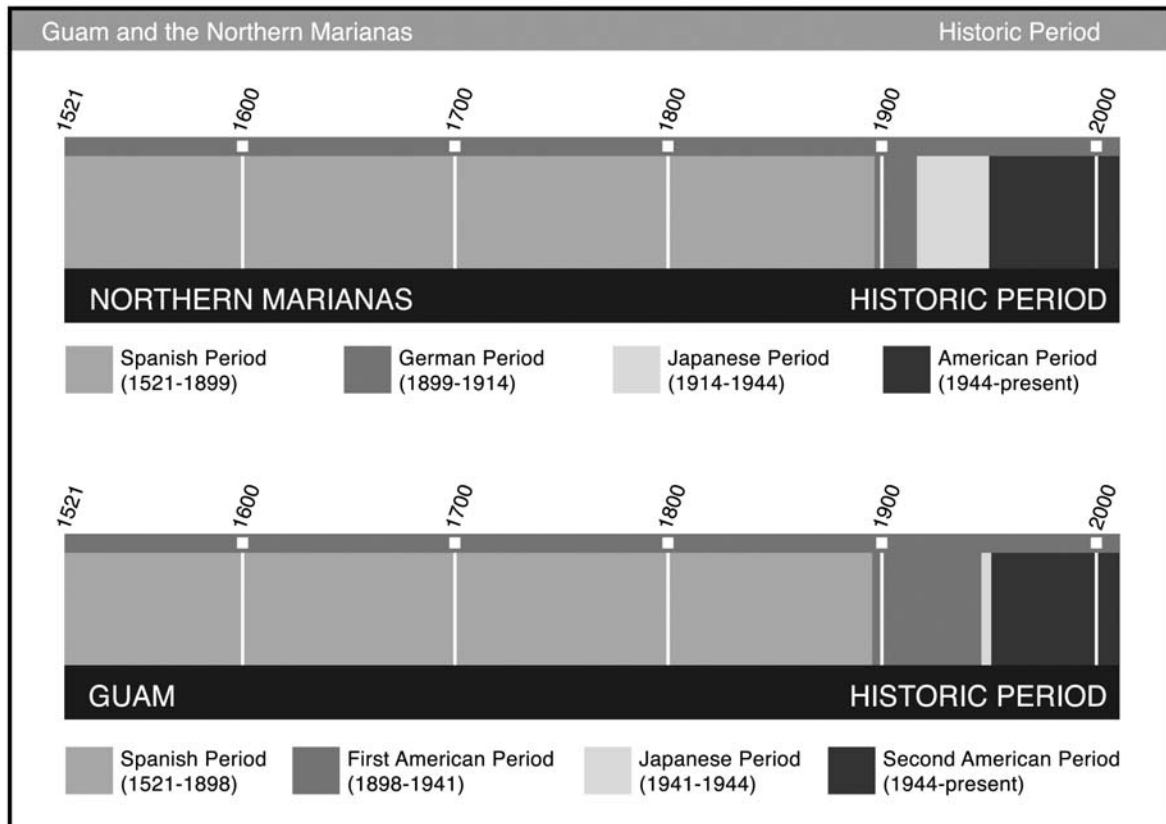 Guam and the Northern Marianas Historic Period
1521 1600 1700 1800 1900 2000
NORTHERN MARIANAS HISTORIC PERIOD
Spanish Period
(1521-1899)
German Period
(1899-1914)
Japanese Period
(1914-1944)
American Period
(1944-present)
1521 1600 1700 1800 1900 2000
GUAM HISTORIC PERIOD
Spanish Period
(1521-1898)
First American Period
(1898-1941)
Japanese Period
(1941-1944)
Second American Period
(1944-present)